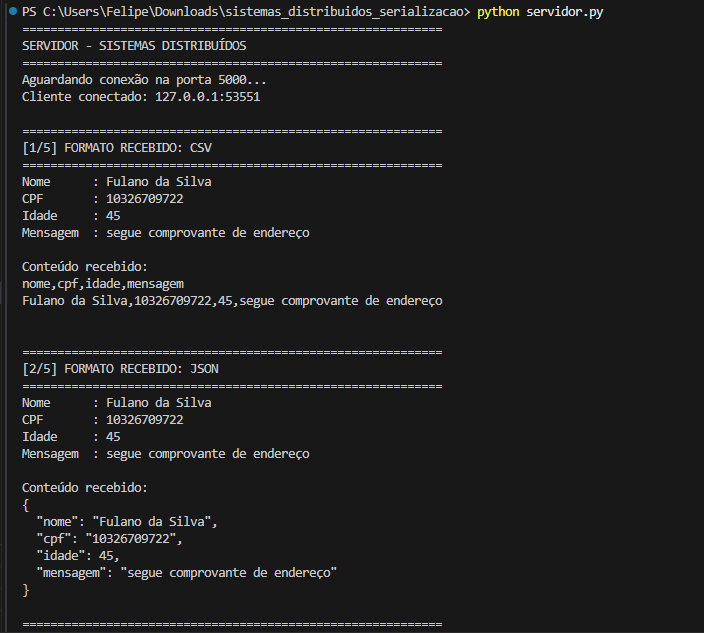 PS C:\Users\Felipe\Downloads\sistemas_distribuidos_serializacao> python servidor.py
============================================================
SERVIDOR - SISTEMAS DISTRIBUÍDOS
============================================================
Aguardando conexão na porta 5000...
Cliente conectado: 127.0.0.1:53551

============================================================
[1/5] FORMATO RECEBIDO: CSV
============================================================
Nome      : Fulano da Silva
CPF       : 10326709722
Idade     : 45
Mensagem  : segue comprovante de endereço

Conteúdo recebido:
nome,cpf,idade,mensagem
Fulano da Silva,10326709722,45,segue comprovante de endereço


============================================================
[2/5] FORMATO RECEBIDO: JSON
============================================================
Nome      : Fulano da Silva
CPF       : 10326709722
Idade     : 45
Mensagem  : segue comprovante de endereço

Conteúdo recebido:
{
  "nome": "Fulano da Silva",
  "cpf": "10326709722",
  "idade": 45,
  "mensagem": "segue comprovante de endereço"
}

============================================================